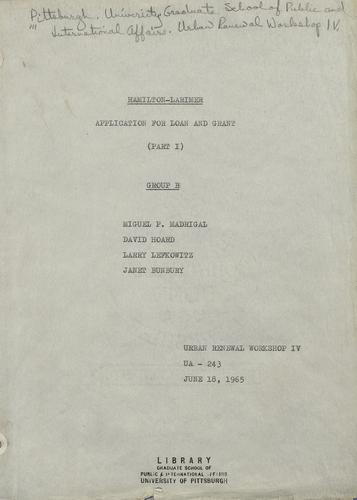 Pittsburgh. University. Graduate School of Public and
International Affairs. Urban Renewal Workshop IV.
HAMILTON-LARIMER
APPLICATION FOR LOAN AND GRANT
(PART I)
GROUP B
MIGUEL P. MADRIGAL
DAVID HOARD
LARRY LEFKOWITZ
JANET BUNBURY
URBAN RENEWAL WORKSHOP IV
UA - 243
JUNE 18, 1965
LIBRARY
GRADUATE SCHOOL OF
PUBLIC & INTERNATIONAL AFFAIRS
UNIVERSITY OF PITTSBURGH